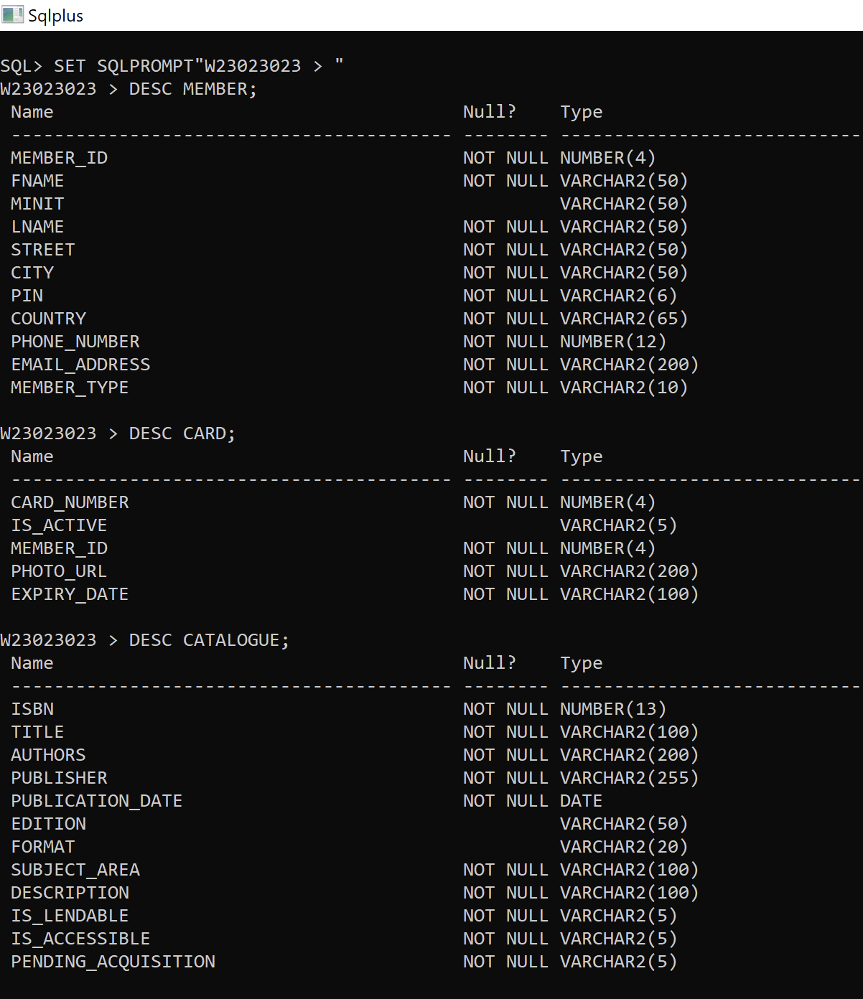 Sqlplus
SQL> SET SQLPROMPT"W23023023 > "
W23023023 > DESC MEMBER;
 Name                                      Null?    Type
 ----------------------------------------- -------- ----------------------------
 MEMBER_ID                                 NOT NULL NUMBER(4)
 FNAME                                     NOT NULL VARCHAR2(50)
 MINIT                                              VARCHAR2(50)
 LNAME                                     NOT NULL VARCHAR2(50)
 STREET                                    NOT NULL VARCHAR2(50)
 CITY                                      NOT NULL VARCHAR2(50)
 PIN                                       NOT NULL VARCHAR2(6)
 COUNTRY                                   NOT NULL VARCHAR2(65)
 PHONE_NUMBER                              NOT NULL NUMBER(12)
 EMAIL_ADDRESS                             NOT NULL VARCHAR2(200)
 MEMBER_TYPE                               NOT NULL VARCHAR2(10)
W23023023 > DESC CARD;
 Name                                      Null?    Type
 ----------------------------------------- -------- ----------------------------
 CARD_NUMBER                               NOT NULL NUMBER(4)
 IS_ACTIVE                                          VARCHAR2(5)
 MEMBER_ID                                 NOT NULL NUMBER(4)
 PHOTO_URL                                 NOT NULL VARCHAR2(200)
 EXPIRY_DATE                               NOT NULL VARCHAR2(100)
W23023023 > DESC CATALOGUE;
 Name                                      Null?    Type
 ----------------------------------------- -------- ----------------------------
 ISBN                                      NOT NULL NUMBER(13)
 TITLE                                     NOT NULL VARCHAR2(100)
 AUTHORS                                   NOT NULL VARCHAR2(200)
 PUBLISHER                                 NOT NULL VARCHAR2(255)
 PUBLICATION_DATE                          NOT NULL DATE
 EDITION                                            VARCHAR2(50)
 FORMAT                                             VARCHAR2(20)
 SUBJECT_AREA                              NOT NULL VARCHAR2(100)
 DESCRIPTION                               NOT NULL VARCHAR2(100)
 IS_LENDABLE                               NOT NULL VARCHAR2(5)
 IS_ACCESSIBLE                             NOT NULL VARCHAR2(5)
 PENDING_ACQUISITION                       NOT NULL VARCHAR2(5)